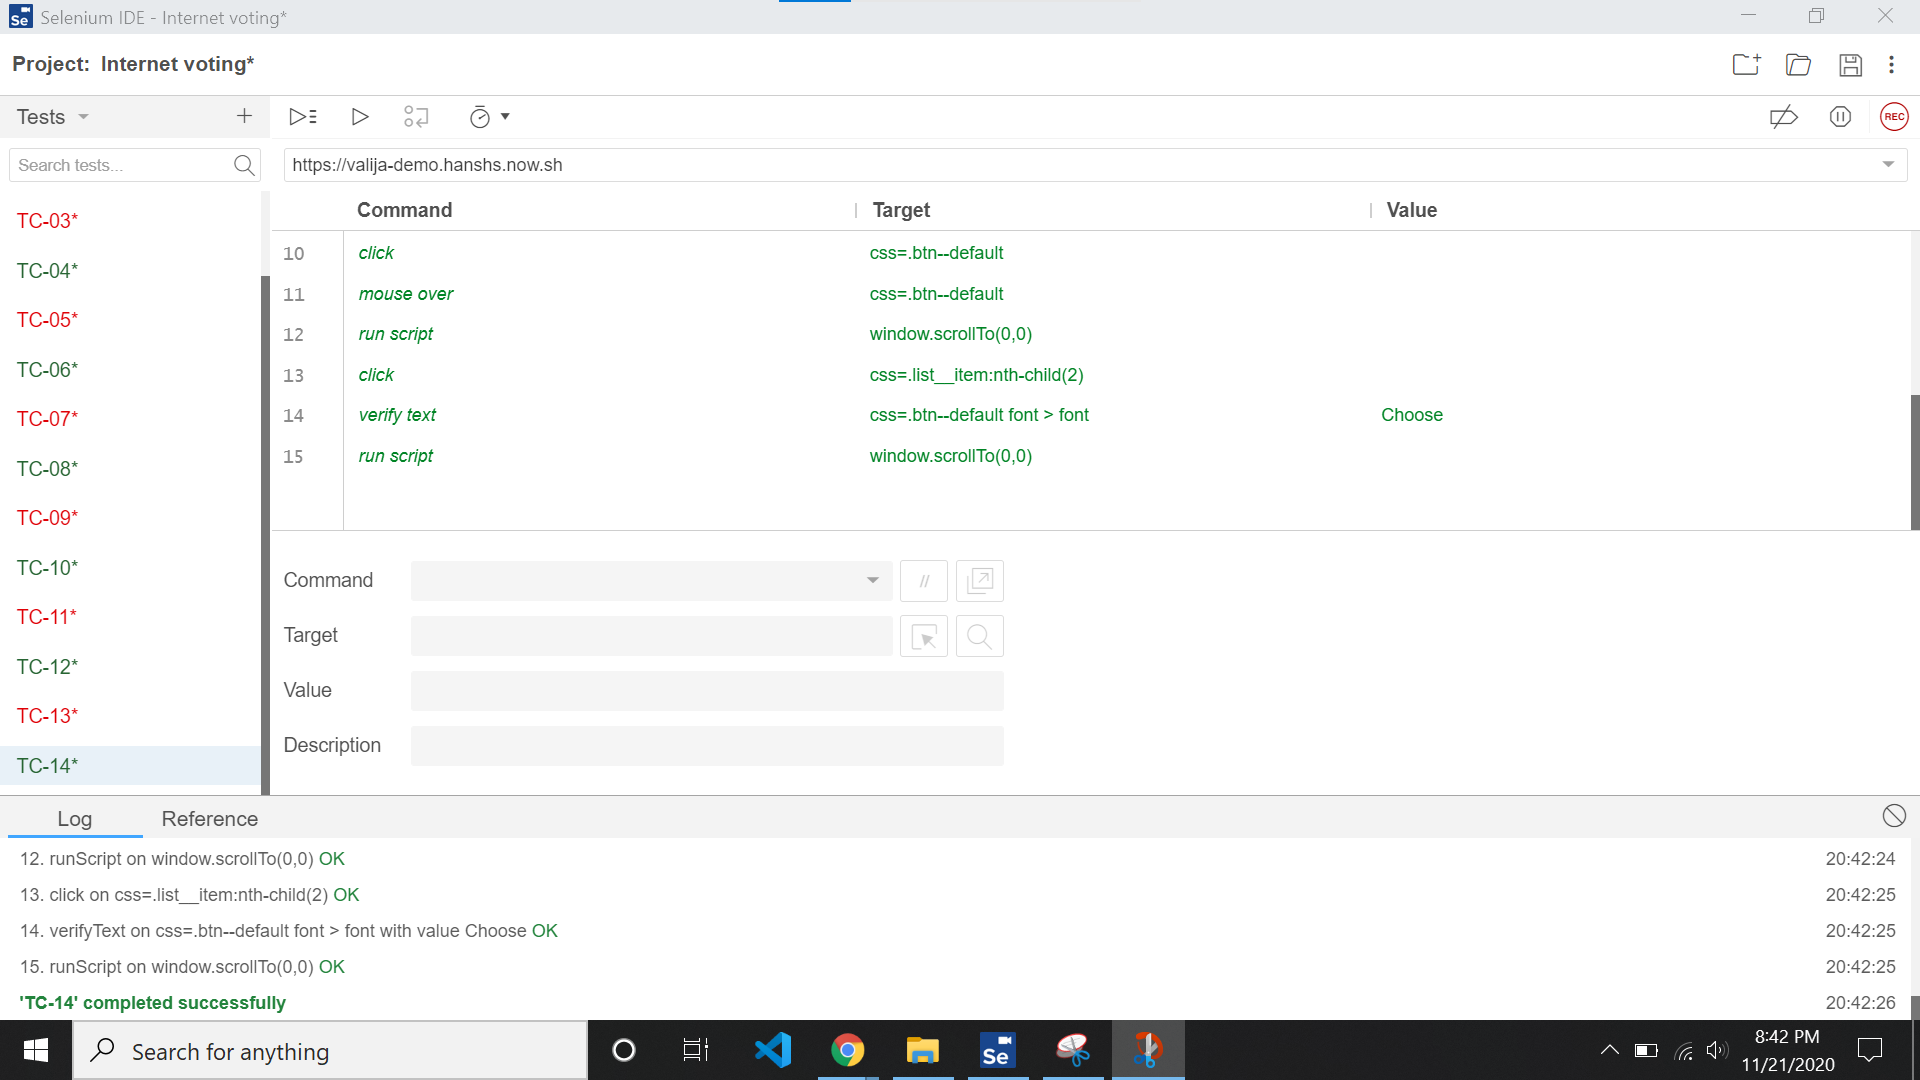 Se Selenium IDE - Internet voting*
Project: Internet voting*
Tests
REC
Search tests...
https://valija-demo.hanshs.now.sh
Command Target Value
TC-03*
TC-04*
TC-05*
TC-06*
TC-07*
TC-08*
TC-09*
TC-10*
TC-11*
TC-12*
TC-13*
TC-14*
10 click css=.btn--default
11 mouse over css=.btn--default
12 run script window.scrollTo(0,0)
13 click css=.list__item:nth-child(2)
14 verify text css=.btn--default font > font Choose
15 run script window.scrollTo(0,0)
Command //
Target
Value
Description
Log Reference
12. runScript on window.scrollTo(0,0) OK 20:42:24
13. click on css=.list__item:nth-child(2) OK 20:42:25
14. verifyText on css=.btn--default font > font with value Choose OK 20:42:25
15. runScript on window.scrollTo(0,0) OK 20:42:25
'TC-14' completed successfully 20:42:26
Search for anything
Se
8:42 PM
11/21/2020